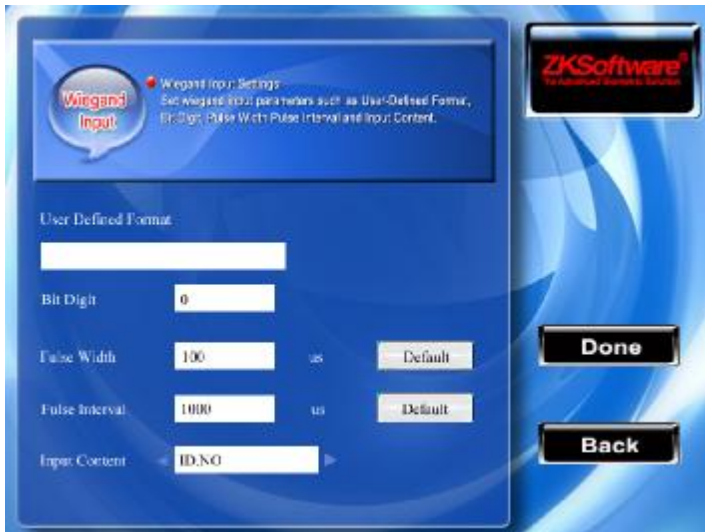 Wiegand
Input
Wiegand Input Settings
Set wiegand input parameters such as User-Defined Format,
Bit Digit, Pulse Width Pulse Interval and Input Content.
ZKSoftware
User Defined Format
Bit Digit
0
Pulse Width
100
us
Default
Pulse Interval
1000
us
Default
Input Content
ID.NO
Done
Back